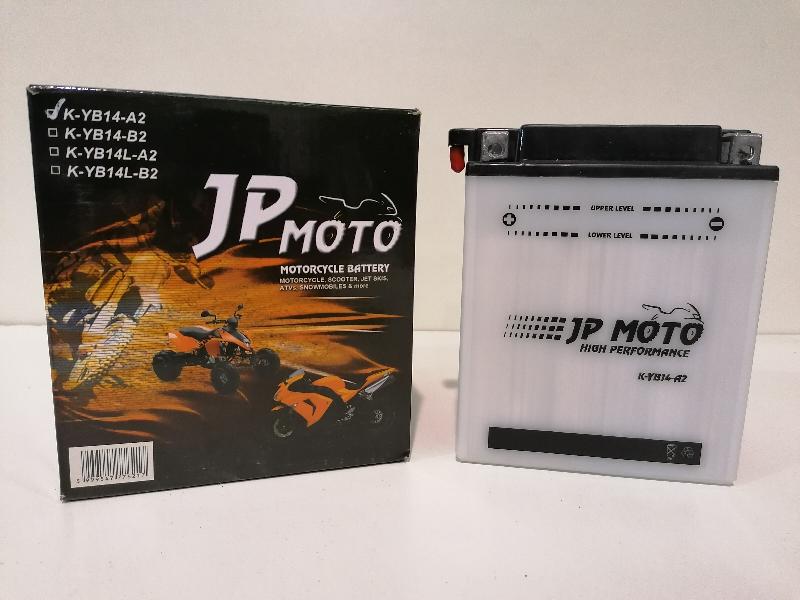 K-YB14-A2
K-YB14-B2
K-YB14L-A2
K-YB14L-B2
JP MOTO
MOTORCYCLE BATTERY
MOTORCYCLE, SCOOTER, JET SKIS,
ATVs, SNOWMOBILES & more
UPPER LEVEL
LOWER LEVEL
JP MOTO
HIGH PERFORMANCE
K-YB14-A2